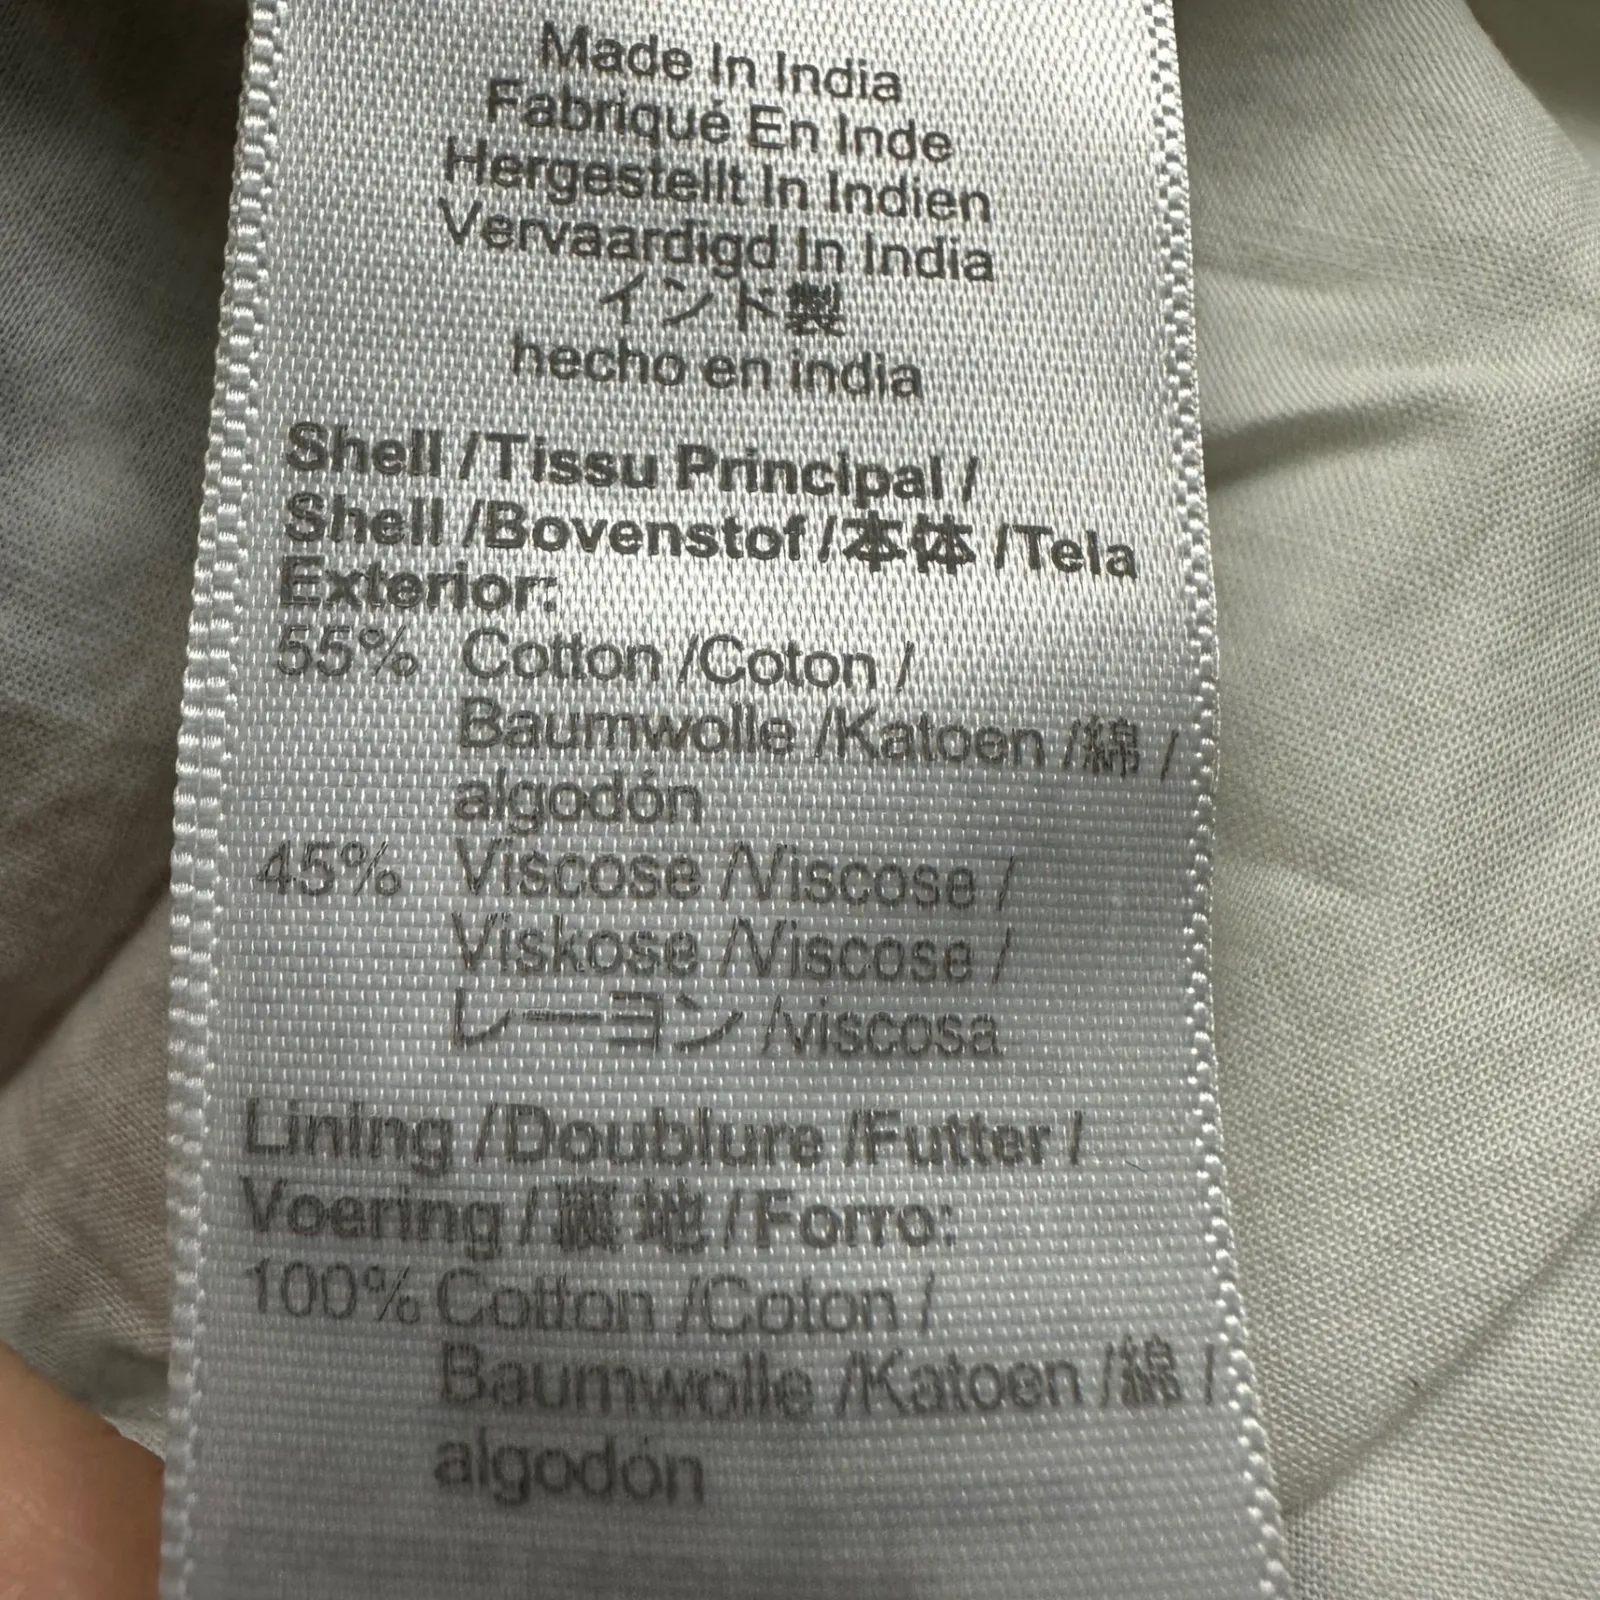 Made In India
Fabriqué En Inde
Hergestellt In Indien
Vervaardigd In India
インド製
hecho en india
Shell /Tissu Principal /
Shell /Bovenstof /本体 /Tela
Exterior:
55% Cotton /Coton /
Baumwolle /Katoen /綿 /
algodón
45% Viscose /Viscose /
Viskose /Viscose /
レーヨン /viscosa
Lining /Doublure /Futter /
Voering /裏地 /Forro:
100% Cotton /Coton /
Baumwolle /Katoen /綿 /
algodón